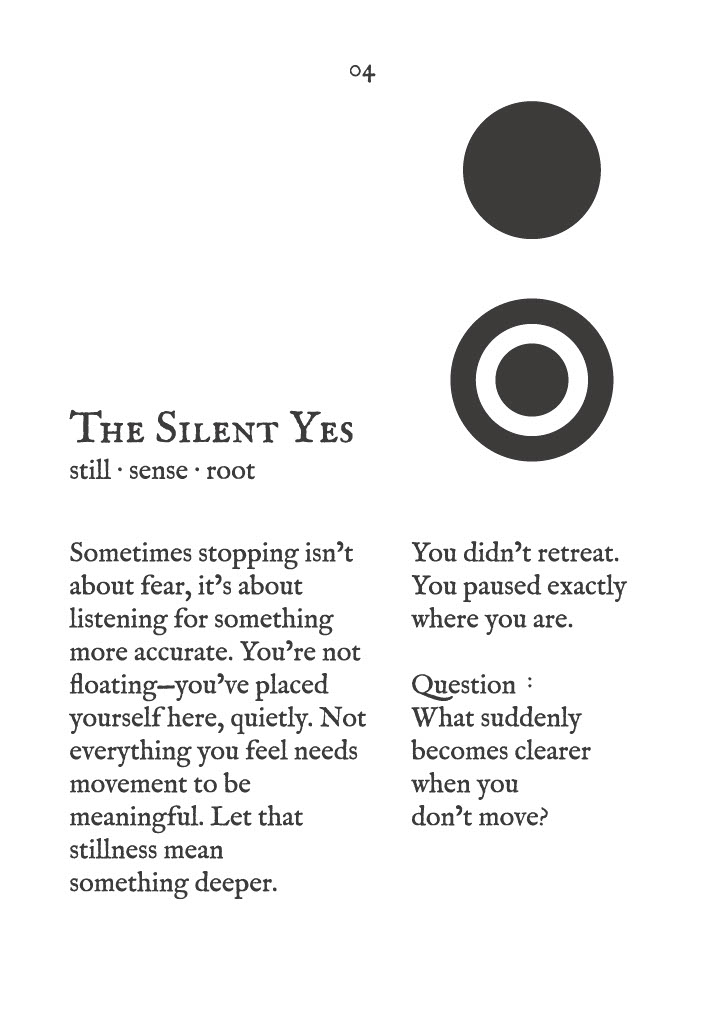 04
The Silent Yes
still · sense · root
Sometimes stopping isn’t
about fear, it’s about
listening for something
more accurate. You’re not
floating—you’ve placed
yourself here, quietly. Not
everything you feel needs
movement to be
meaningful. Let that
stillness mean
something deeper.
You didn’t retreat.
You paused exactly
where you are.
Question :
What suddenly
becomes clearer
when you
don’t move?